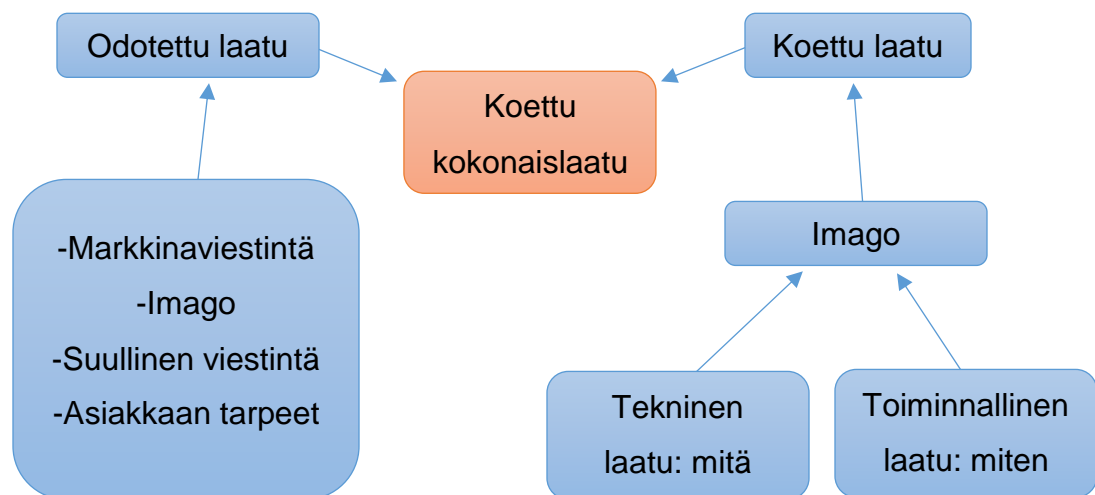 Odotettu laatu
Koettu laatu
Koettu
kokonaislaatu
-Markkinaviestintä
-Imago
-Suullinen viestintä
-Asiakkaan tarpeet
Imago
Tekninen
laatu: mitä
Toiminnallinen
laatu: miten